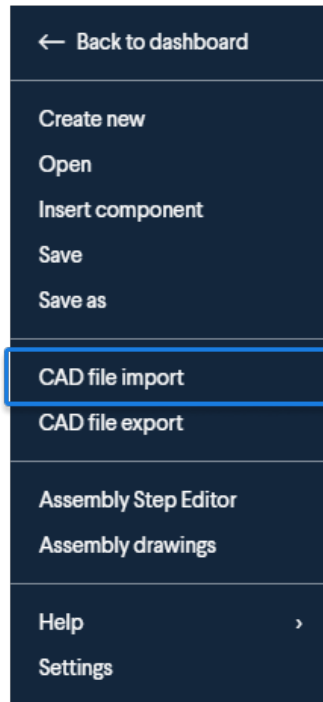 ← Back to dashboard
Create new
Open
Insert component
Save
Save as
CAD file import
CAD file export
Assembly Step Editor
Assembly drawings
Help ›
Settings